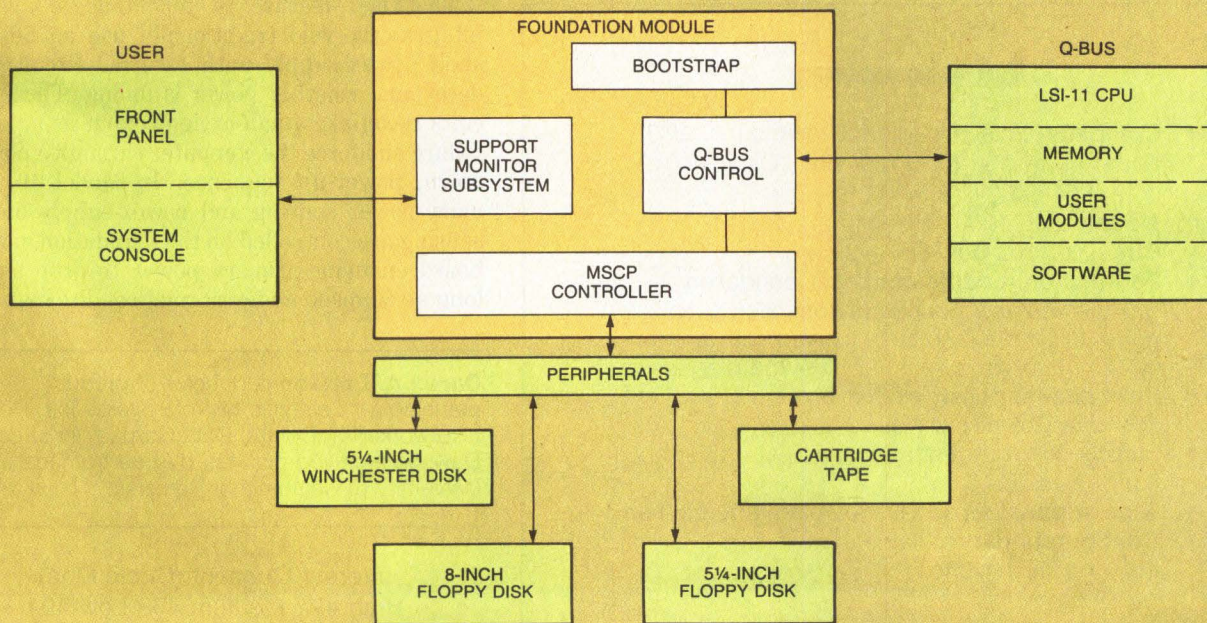 FOUNDATION MODULE
BOOTSTRAP
SUPPORT
MONITOR
SUBSYSTEM
Q-BUS
CONTROL
MSCP
CONTROLLER
USER
FRONT
PANEL
SYSTEM
CONSOLE
Q-BUS
LSI-11 CPU
MEMORY
USER
MODULES
SOFTWARE
PERIPHERALS
5¼-INCH
WINCHESTER DISK
CARTRIDGE
TAPE
8-INCH
FLOPPY DISK
5¼-INCH
FLOPPY DISK